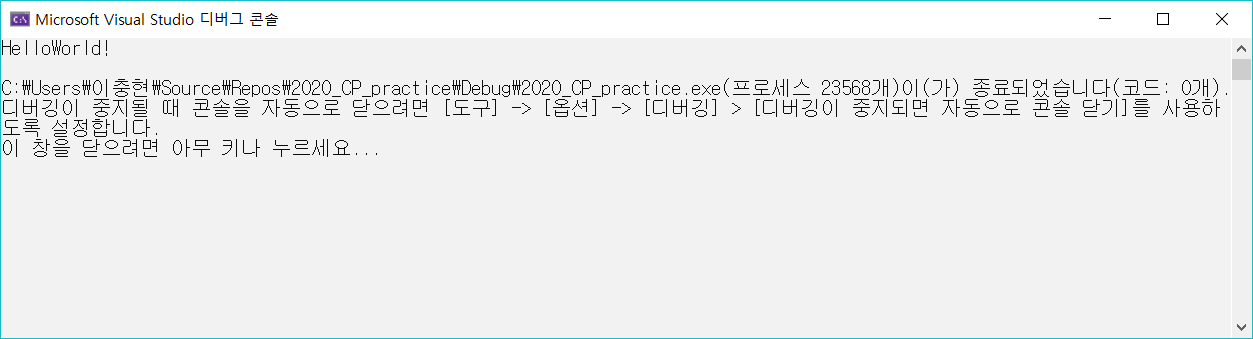 Microsoft Visual Studio 디버그 콘솔
HelloWorld!
C:₩Users₩이충현₩Source₩Repos₩2020_CP_practice₩Debug₩2020_CP_practice.exe(프로세스 23568개)이(가) 종료되었습니다(코드: 0개).
디버깅이 중지될 때 콘솔을 자동으로 닫으려면 [도구] -> [옵션] -> [디버깅] > [디버깅이 중지되면 자동으로 콘솔 닫기]를 사용하
도록 설정합니다.
이 창을 닫으려면 아무 키나 누르세요...